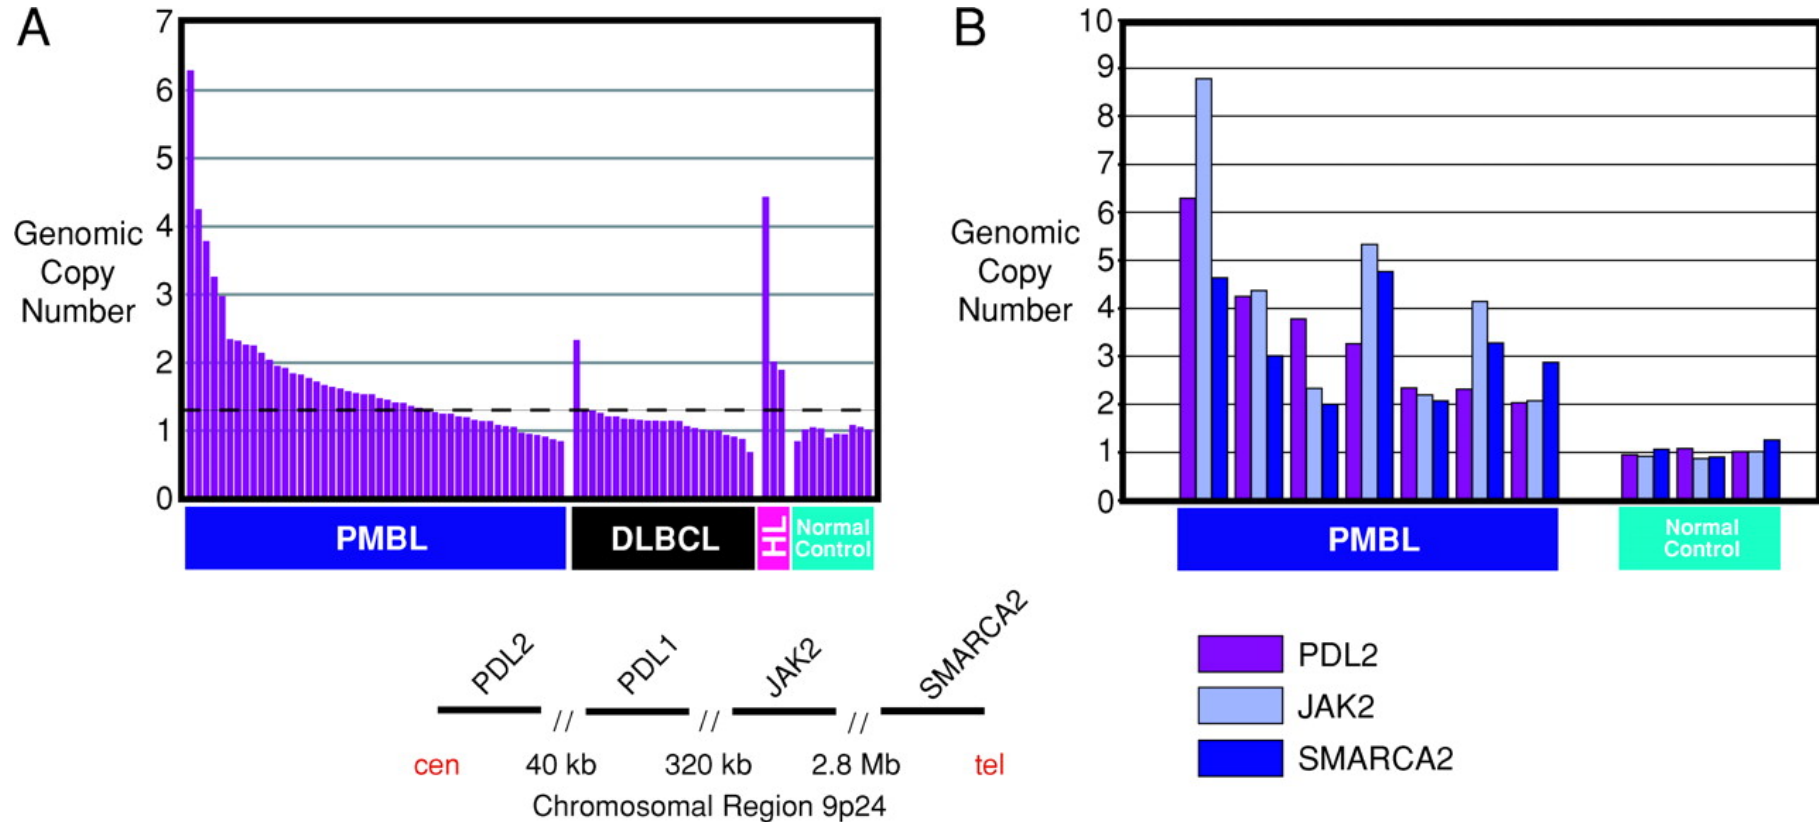 A
7
6
5
4
3
2
1
0
Genomic
Copy
Number
PMBL
DLBCL
HL
Normal
Control
B
10
9
8
7
6
5
4
3
2
1
0
Genomic
Copy
Number
PMBL
Normal
Control
PDL2
PDL1
JAK2
SMARCA2
// // //
cen 40 kb 320 kb 2.8 Mb tel
Chromosomal Region 9p24
PDL2
JAK2
SMARCA2